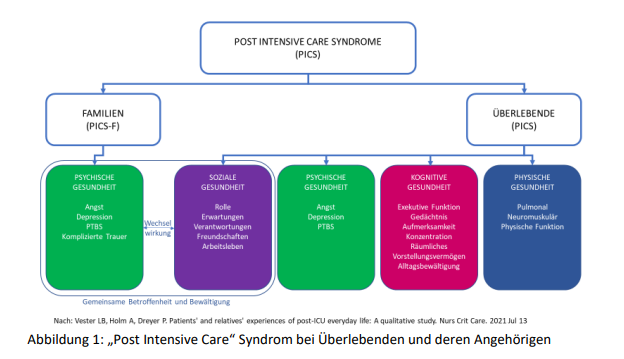 POST INTENSIVE CARE SYNDROME
(PICS)
FAMILIEN
(PICS-F)
ÜBERLEBENDE
(PICS)
PSYCHISCHE
GESUNDHEIT
Angst
Depression
PTBS
Komplizierte Trauer
Wechsel
wirkung
SOZIALE
GESUNDHEIT
Rolle
Erwartungen
Verantwortungen
Freundschaften
Arbeitsleben
PSYCHISCHE
GESUNDHEIT
Angst
Depression
PTBS
KOGNITIVE
GESUNDHEIT
Exekutive Funktion
Gedächtnis
Aufmerksamkeit
Konzentration
Räumliches
Vorstellungsvermögen
Alltagsbewältigung
PHYSISCHE
GESUNDHEIT
Pulmonal
Neuromuskulär
Physische Funktion
Gemeinsame Betroffenheit und Bewältigung
Nach: Vester LB, Holm A, Dreyer P. Patients' and relatives' experiences of post-ICU everyday life: A qualitative study. Nurs Crit Care. 2021 Jul 13
Abbildung 1: „Post Intensive Care“ Syndrom bei Überlebenden und deren Angehörigen